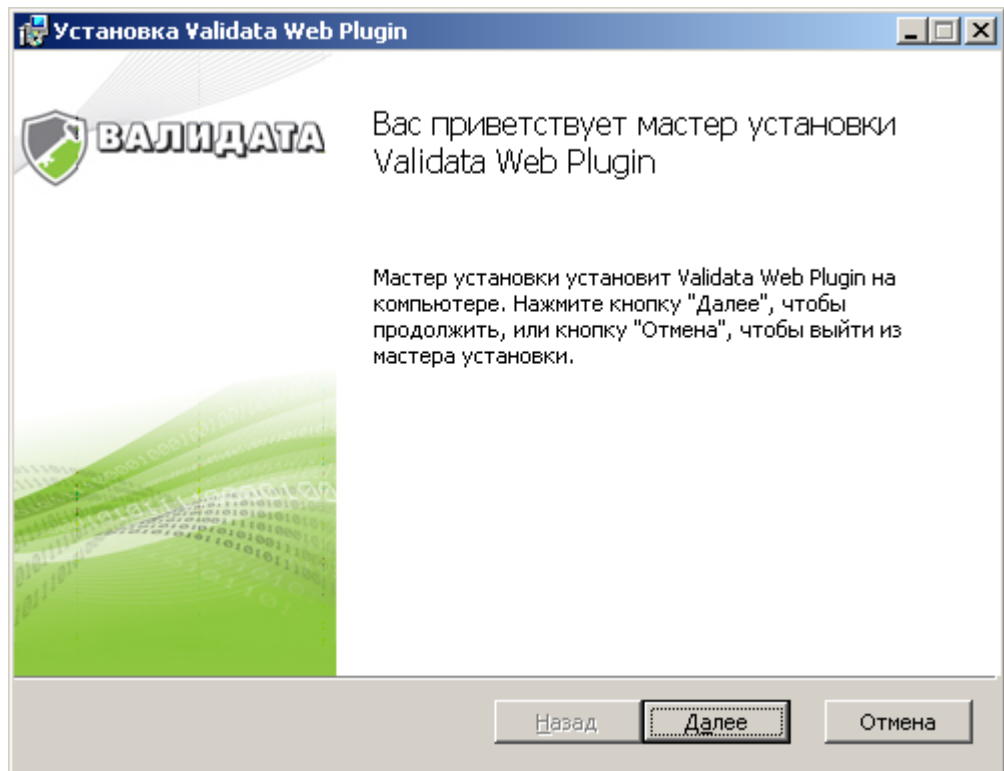 Установка Validata Web Plugin
ВАЛИДАТА
Вас приветствует мастер установки
Validata Web Plugin
Мастер установки установит Validata Web Plugin на
компьютере. Нажмите кнопку "Далее", чтобы
продолжить, или кнопку "Отмена", чтобы выйти из
мастера установки.
Назад
Далее
Отмена